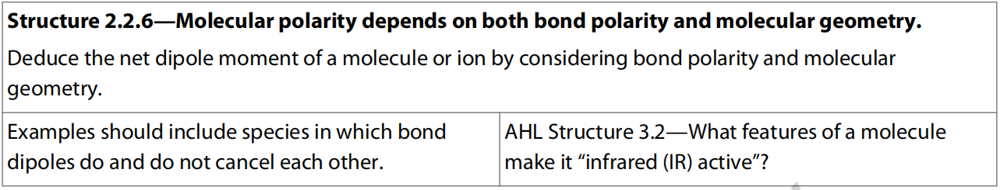 Structure 2.2.6—Molecular polarity depends on both bond polarity and molecular geometry.
Deduce the net dipole moment of a molecule or ion by considering bond polarity and molecular
geometry.
Examples should include species in which bond
dipoles do and do not cancel each other.
AHL Structure 3.2—What features of a molecule
make it “infrared (IR) active”?